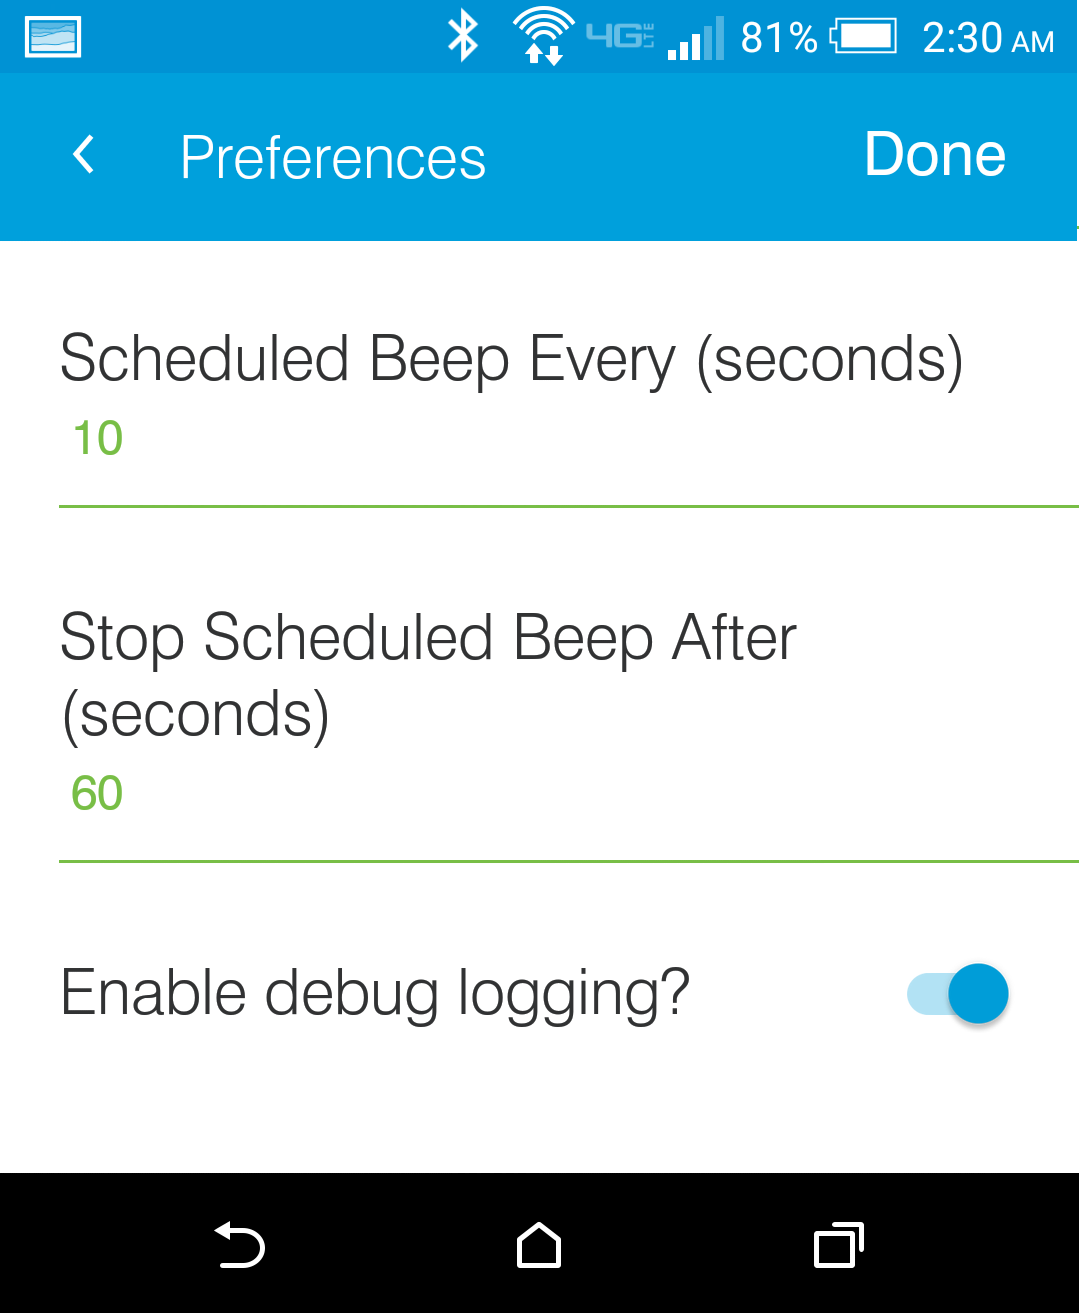 4G LTE 81% 2:30 AM
Preferences Done
Scheduled Beep Every (seconds)
10
Stop Scheduled Beep After
(seconds)
60
Enable debug logging?